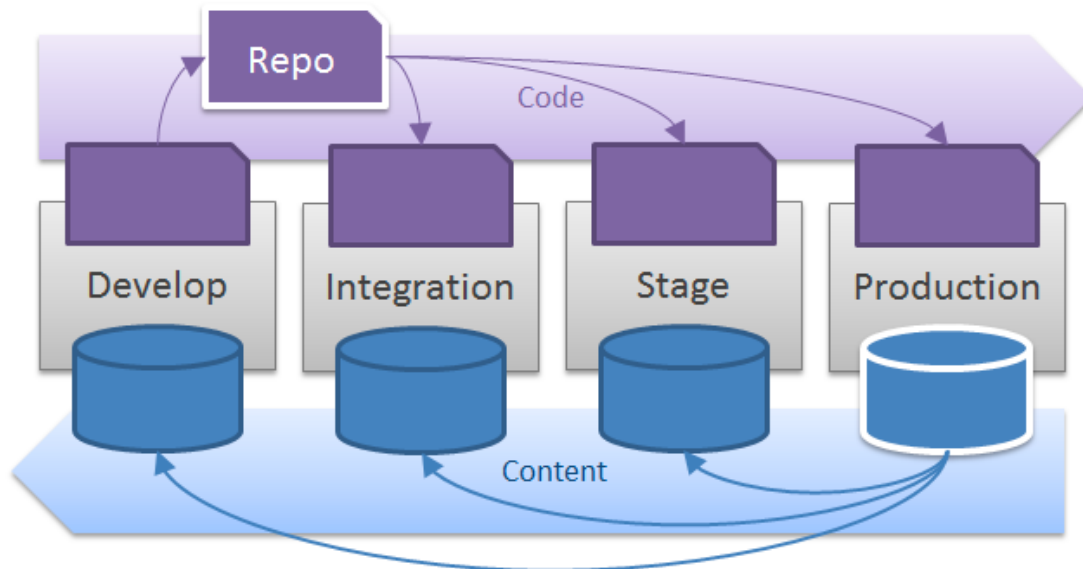 Repo
Code
Develop
Integration
Stage
Production
Content